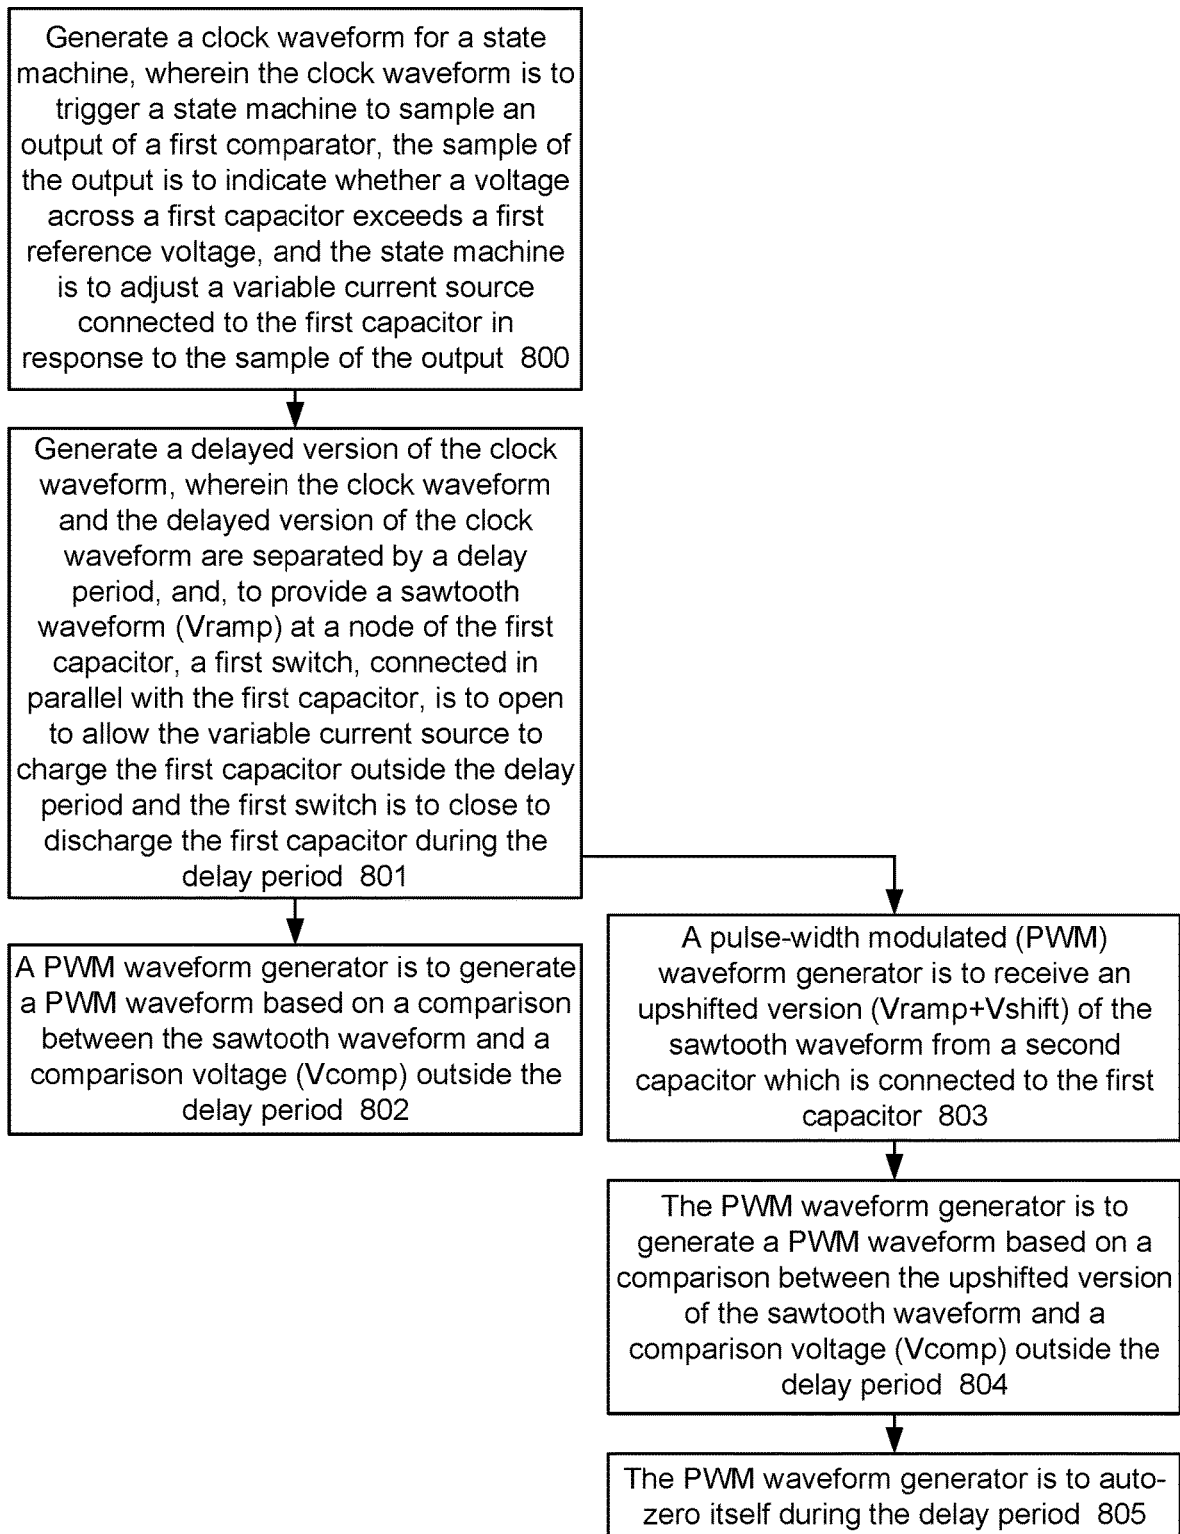 Generate a clock waveform for a state
machine, wherein the clock waveform is to
trigger a state machine to sample an
output of a first comparator, the sample of
the output is to indicate whether a voltage
across a first capacitor exceeds a first
reference voltage, and the state machine
is to adjust a variable current source
connected to the first capacitor in
response to the sample of the output 800
Generate a delayed version of the clock
waveform, wherein the clock waveform
and the delayed version of the clock
waveform are separated by a delay
period, and, to provide a sawtooth
waveform (Vramp) at a node of the first
capacitor, a first switch, connected in
parallel with the first capacitor, is to open
to allow the variable current source to
charge the first capacitor outside the delay
period and the first switch is to close to
discharge the first capacitor during the
delay period 801
A PWM waveform generator is to generate
a PWM waveform based on a comparison
between the sawtooth waveform and a
comparison voltage (Vcomp) outside the
delay period 802
A pulse-width modulated (PWM)
waveform generator is to receive an
upshifted version (Vramp+Vshift) of the
sawtooth waveform from a second
capacitor which is connected to the first
capacitor 803
The PWM waveform generator is to
generate a PWM waveform based on a
comparison between the upshifted version
of the sawtooth waveform and a
comparison voltage (Vcomp) outside the
delay period 804
The PWM waveform generator is to auto-
zero itself during the delay period 805